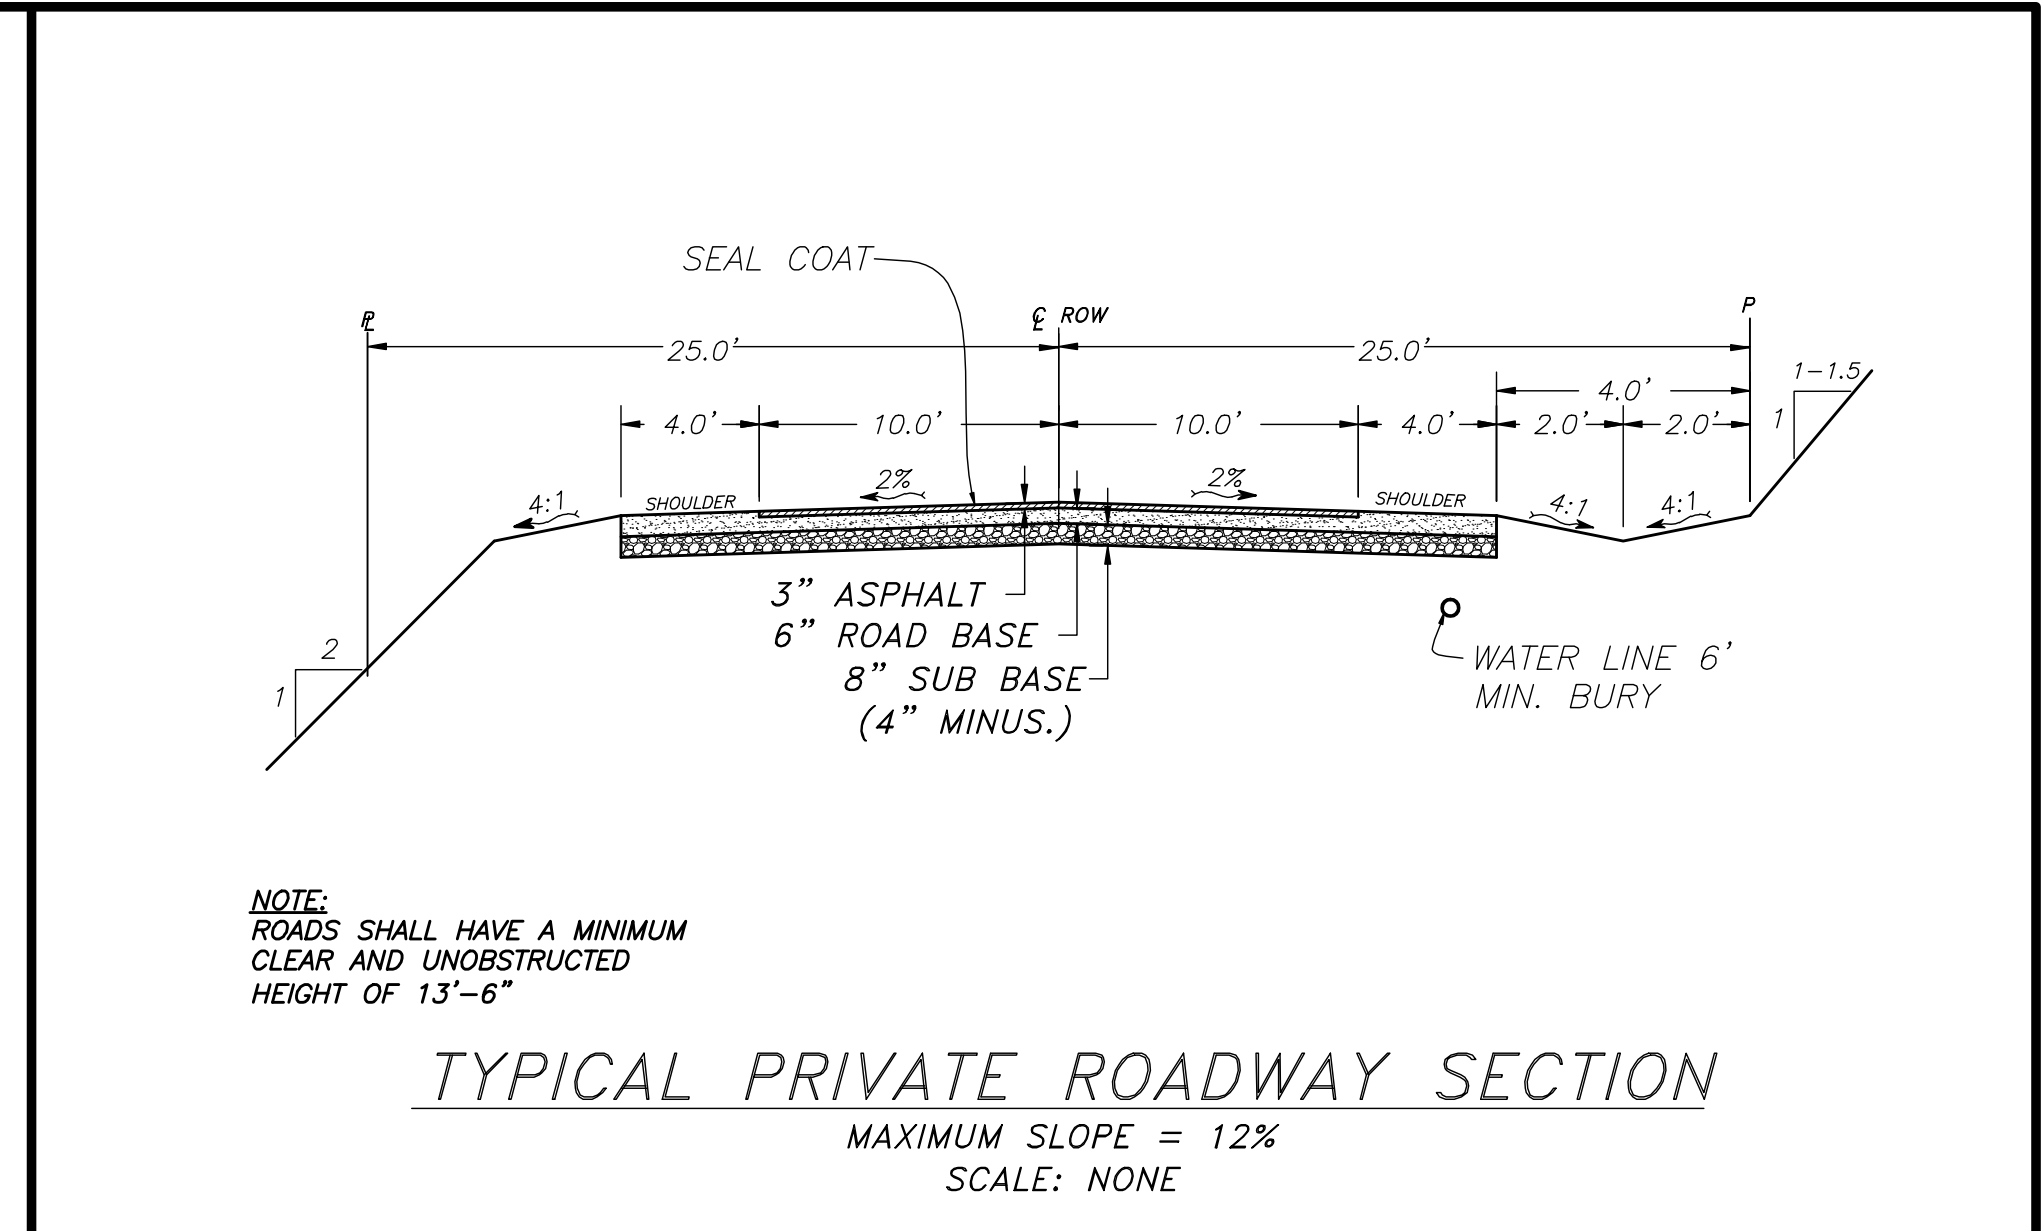 SEAL COAT
℄ ROW
P
25.0'
25.0'
4.0'
1-1.5
1
4.0'
10.0'
10.0'
4.0'
2.0'
2.0'
4:1
SHOULDER
2%
2%
SHOULDER
4:1
4:1
3" ASPHALT
6" ROAD BASE
8" SUB BASE
(4" MINUS.)
WATER LINE 6'
MIN. BURY
2
1
NOTE:
ROADS SHALL HAVE A MINIMUM
CLEAR AND UNOBSTRUCTED
HEIGHT OF 13'-6"
TYPICAL PRIVATE ROADWAY SECTION
MAXIMUM SLOPE = 12%
SCALE: NONE